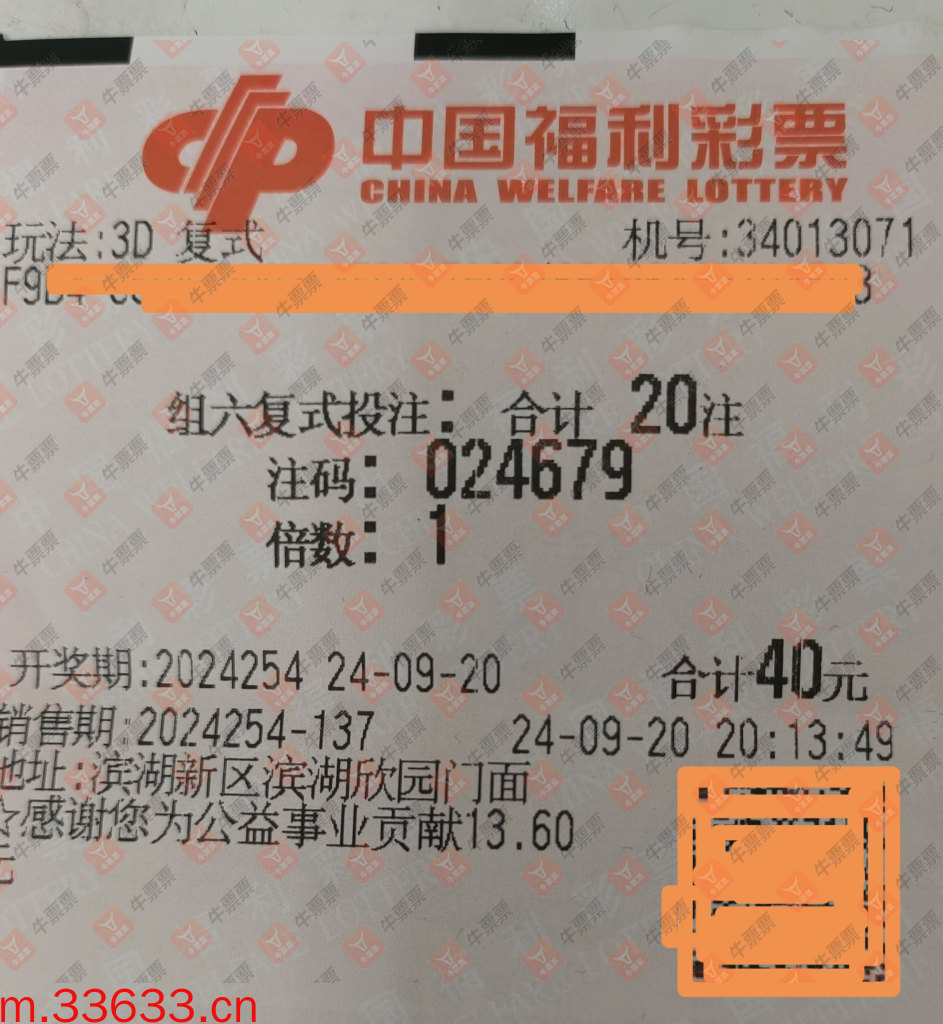 中国福利彩票
CHINA WELFARE LOTTERY
玩法:3D 复式 机号:34013071
组六复式投注: 合计 20注
注码: 024679
倍数: 1
开奖期:2024254 24-09-20 合计40元
销售期:2024254-137 24-09-20 20:13:49
地址:滨湖新区滨湖欣园门面
☆感谢您为公益事业贡献13.60
元
m.33633.cn
牛票票